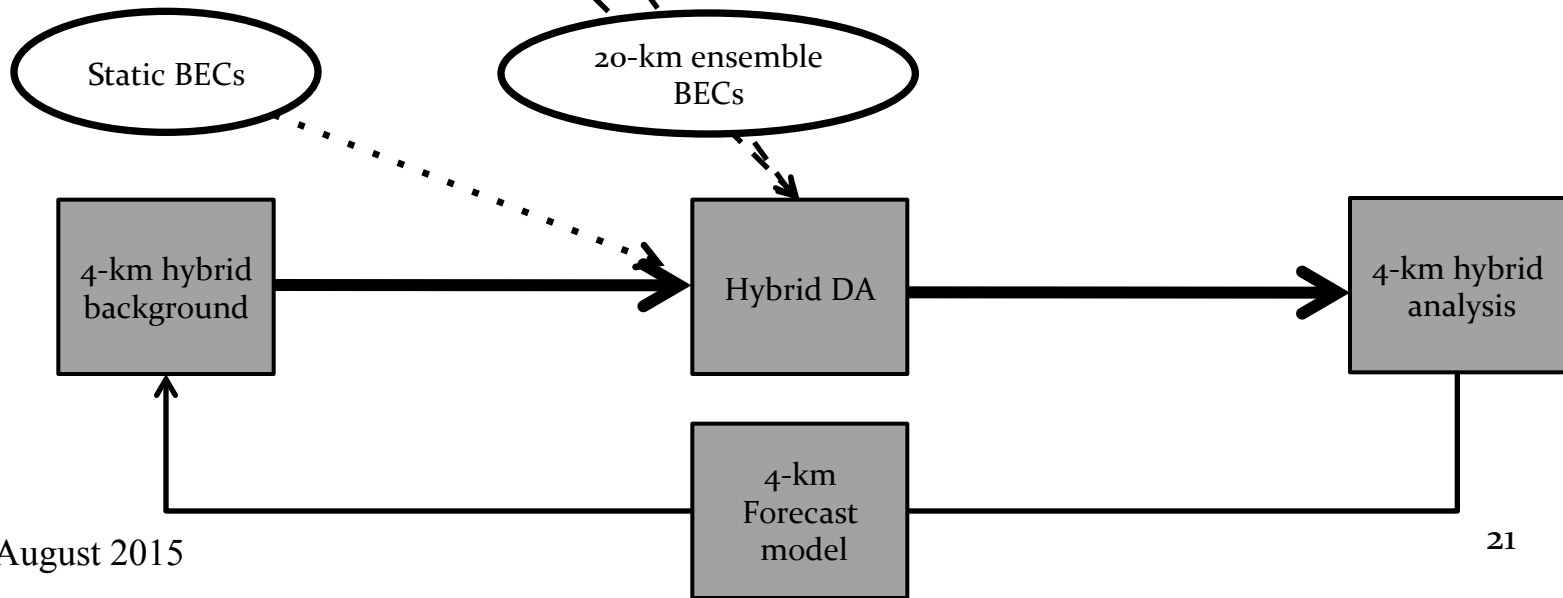 Static BECs
20-km ensemble
BECs
4-km hybrid
background
Hybrid DA
4-km hybrid
analysis
4-km
Forecast
model
August 2015
21